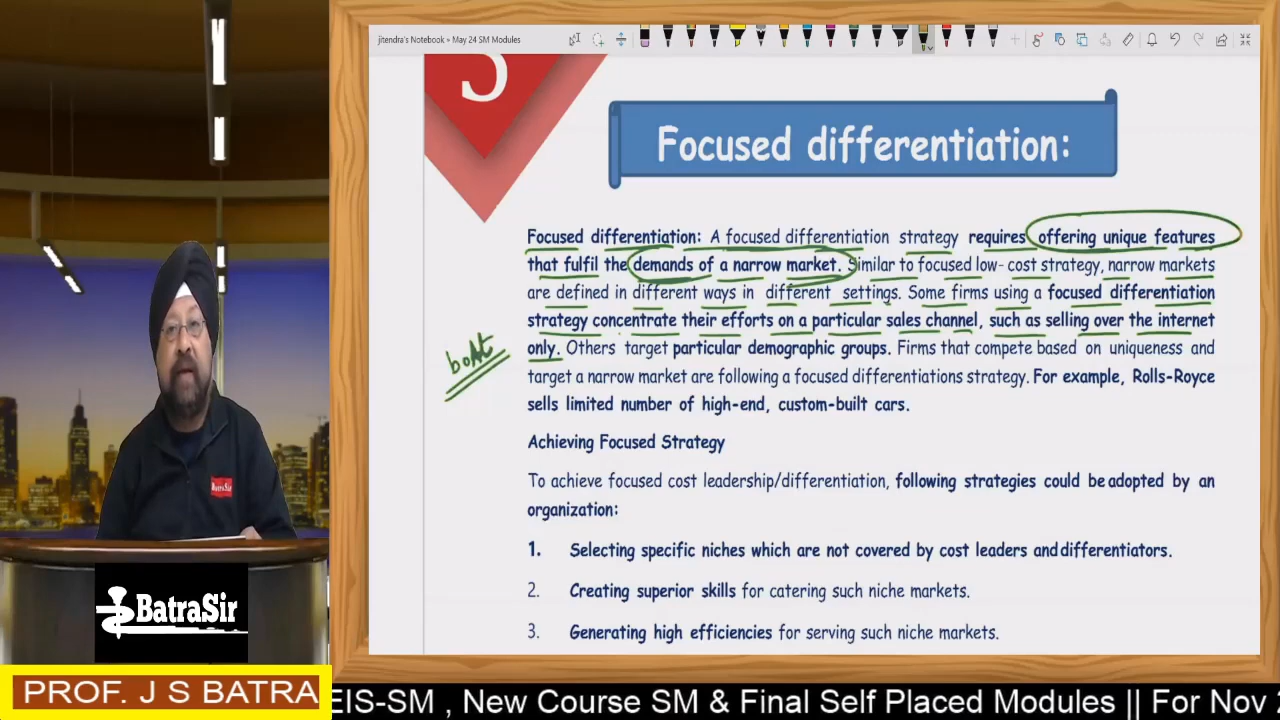 jitendra's Notebook » May 24 SM Modules
3
Focused differentiation:
Focused differentiation: A focused differentiation strategy requires offering unique features
that fulfil the demands of a narrow market. Similar to focused low- cost strategy, narrow markets
are defined in different ways in different settings. Some firms using a focused differentiation
strategy concentrate their efforts on a particular sales channel, such as selling over the internet
only. Others target particular demographic groups. Firms that compete based on uniqueness and
target a narrow market are following a focused differentiations strategy. For example, Rolls-Royce
sells limited number of high-end, custom-built cars.
boAt
Achieving Focused Strategy
To achieve focused cost leadership/differentiation, following strategies could be adopted by an
organization:
1. Selecting specific niches which are not covered by cost leaders and differentiators.
2. Creating superior skills for catering such niche markets.
3. Generating high efficiencies for serving such niche markets.
BatraSir
BatraSir
PROF. J S BATRA
EIS-SM , New Course SM & Final Self Placed Modules || For Nov 2